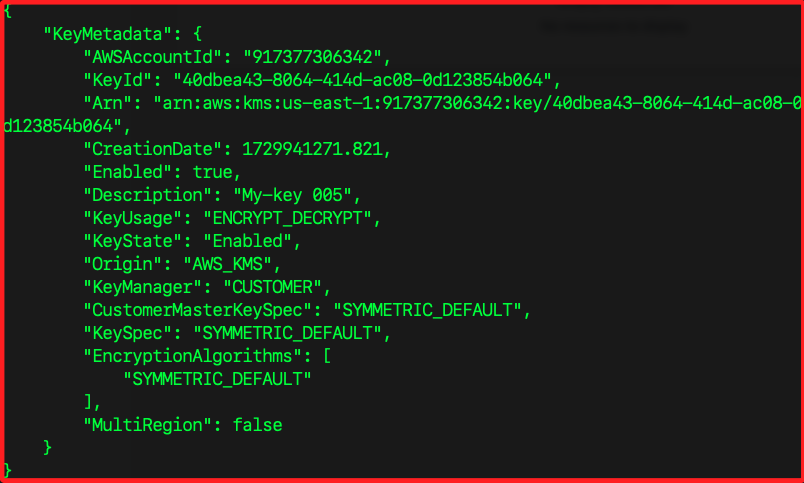 {
    "KeyMetadata": {
        "AWSAccountId": "917377306342",
        "KeyId": "40dbea43-8064-414d-ac08-0d123854b064",
        "Arn": "arn:aws:kms:us-east-1:917377306342:key/40dbea43-8064-414d-ac08-0
d123854b064",
        "CreationDate": 1729941271.821,
        "Enabled": true,
        "Description": "My-key 005",
        "KeyUsage": "ENCRYPT_DECRYPT",
        "KeyState": "Enabled",
        "Origin": "AWS_KMS",
        "KeyManager": "CUSTOMER",
        "CustomerMasterKeySpec": "SYMMETRIC_DEFAULT",
        "KeySpec": "SYMMETRIC_DEFAULT",
        "EncryptionAlgorithms": [
            "SYMMETRIC_DEFAULT"
        ],
        "MultiRegion": false
    }
}